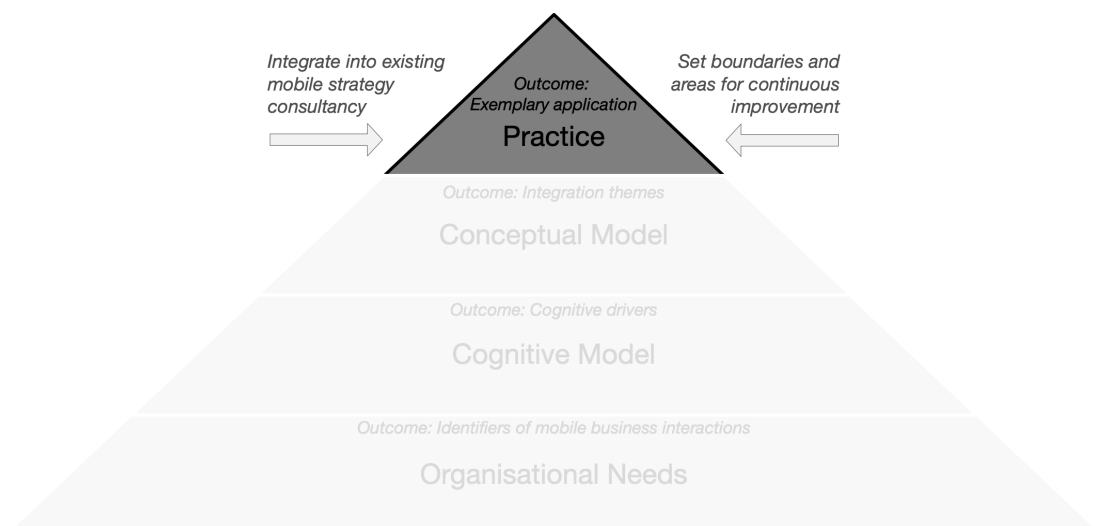 Integrate into existing
mobile strategy
consultancy
Outcome:
Exemplary application
Practice
Set boundaries and
areas for continuous
improvement
Outcome: Integration themes
Conceptual Model
Outcome: Cognitive drivers
Cognitive Model
Outcome: Identifiers of mobile business interactions
Organisational Needs